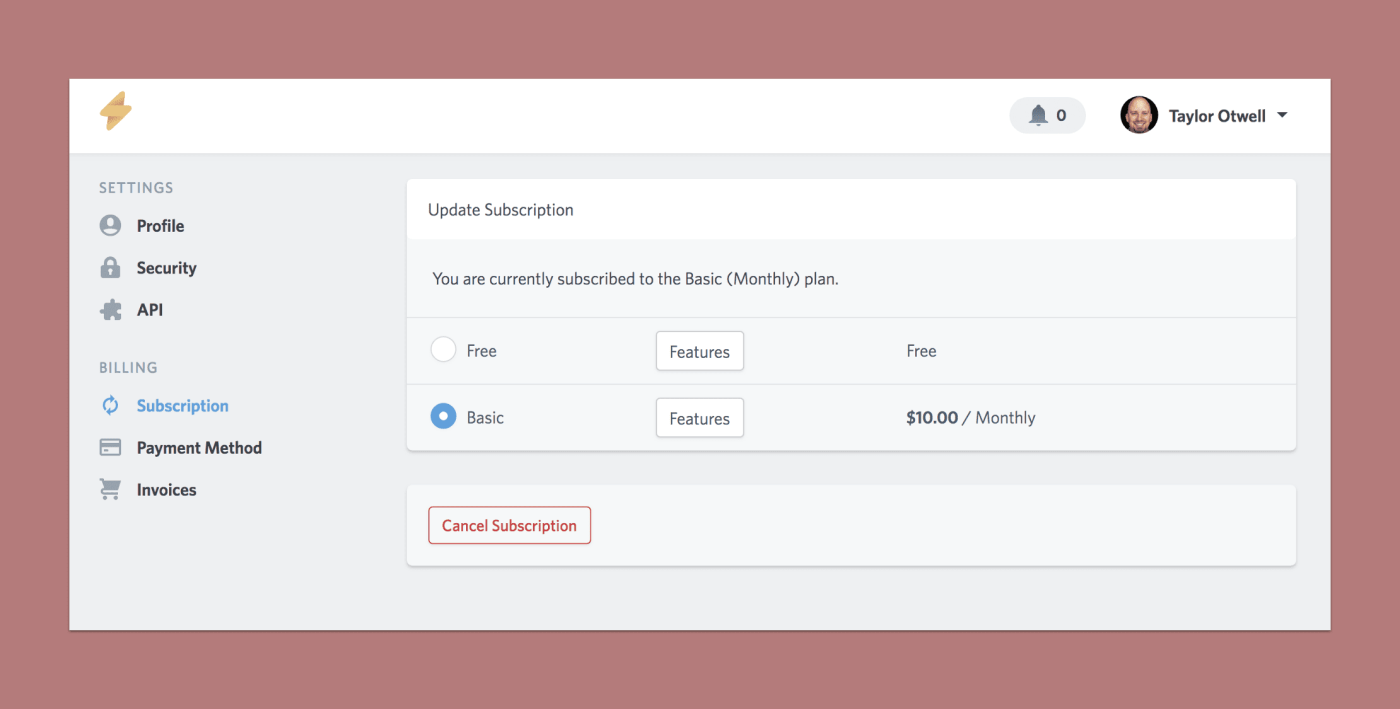 0
Taylor Otwell
SETTINGS
Profile
Security
API
BILLING
Subscription
Payment Method
Invoices
Update Subscription
You are currently subscribed to the Basic (Monthly) plan.
Free Features Free
Basic Features $10.00 / Monthly
Cancel Subscription